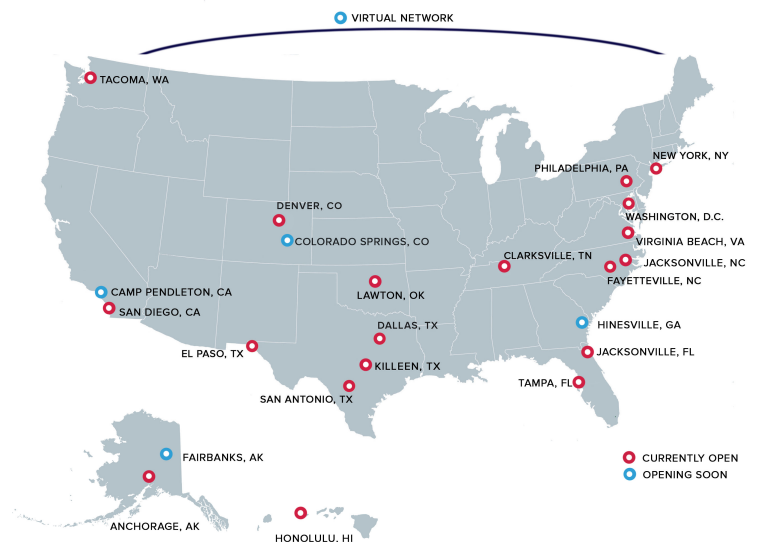 VIRTUAL NETWORK
TACOMA, WA
NEW YORK, NY
PHILADELPHIA, PA
DENVER, CO
WASHINGTON, D.C.
COLORADO SPRINGS, CO
VIRGINIA BEACH, VA
CLARKSVILLE, TN
JACKSONVILLE, NC
FAYETTEVILLE, NC
CAMP PENDLETON, CA
LAWTON, OK
SAN DIEGO, CA
DALLAS, TX
HINESVILLE, GA
EL PASO, TX
JACKSONVILLE, FL
KILLEEN, TX
TAMPA, FL
SAN ANTONIO, TX
FAIRBANKS, AK
CURRENTLY OPEN
OPENING SOON
ANCHORAGE, AK
HONOLULU, HI